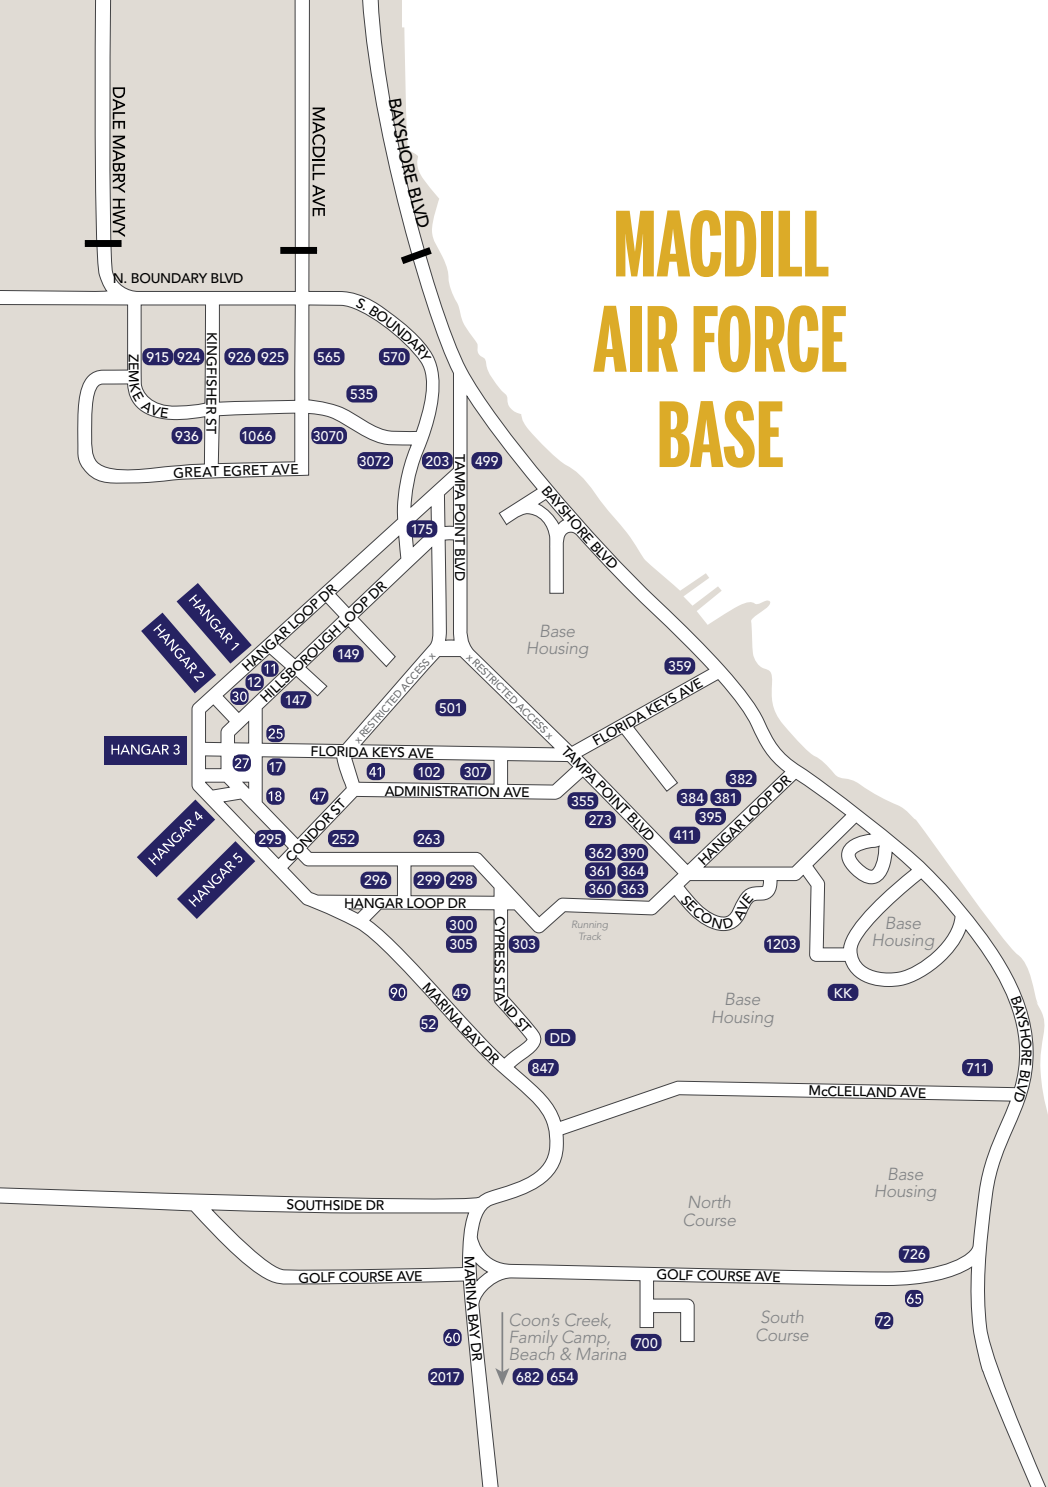 DALE MABRY HWY
MACDILL AVE
BAYSHORE BLVD
MACDILL
AIR FORCE
BASE
N. BOUNDARY BLVD
S. BOUNDARY
ZEMKE AVE
KINGFISHER ST
915
924
926
925
565
570
535
936
1066
3070
GREAT EGRET AVE
3072
203
499
TAMPA POINT BLVD
BAYSHORE BLVD
175
HANGAR 1
HANGAR 2
HANGAR LOOP DR
HILLSBOROUGH LOOP DR
Base
Housing
149
11
12
30
147
359
x RESTRICTED ACCESS x
x RESTRICTED ACCESS x
501
FLORIDA KEYS AVE
25
HANGAR 3
FLORIDA KEYS AVE
27
17
41
102
307
TAMPA POINT BLVD
382
18
47
ADMINISTRATION AVE
355
384
381
273
395
HANGAR LOOP DR
HANGAR 4
295
CONDOR ST
252
263
411
362
390
HANGAR 5
361
364
296
299
298
360
363
HANGAR LOOP DR
SECOND AVE
300
CYPRESS STAND ST
Running
Track
305
303
1203
Base
Housing
90
MARINA BAY DR
49
KK
Base
Housing
52
DD
BAYSHORE BLVD
847
711
McCLELLAND AVE
Base
Housing
SOUTHSIDE DR
North
Course
726
GOLF COURSE AVE
MARINA BAY DR
GOLF COURSE AVE
65
72
South
Course
Coon's Creek,
Family Camp,
Beach & Marina
60
700
2017
682
654